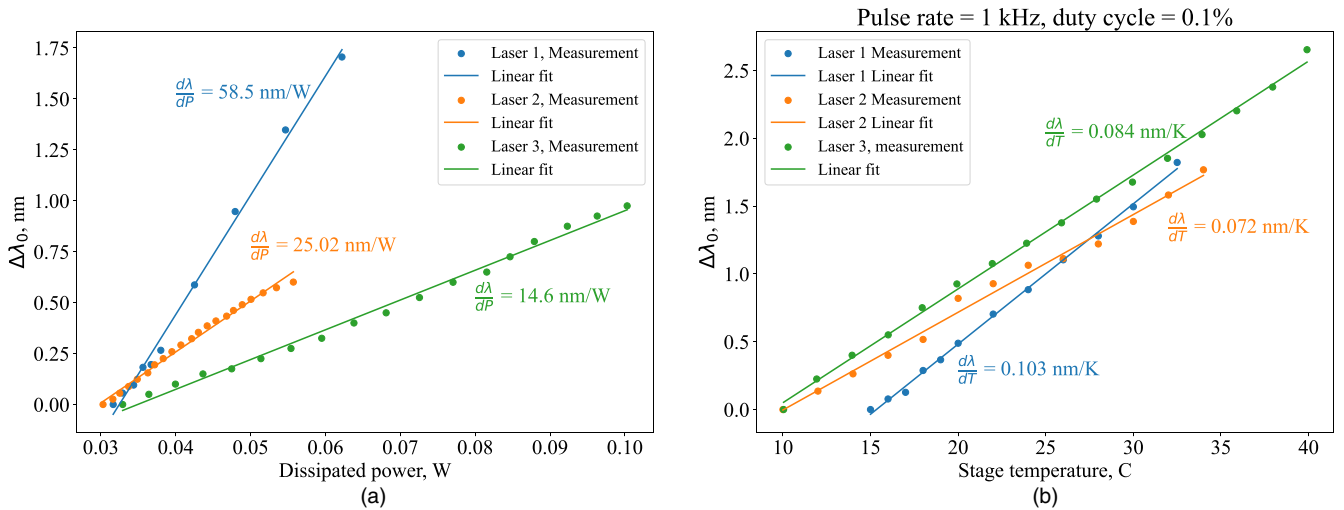 Δλ₀, nm
1.75
1.50
1.25
1.00
0.75
0.50
0.25
0.00
0.03 0.04 0.05 0.06 0.07 0.08 0.09 0.10
Dissipated power, W
(a)
Laser 1, Measurement
Linear fit
Laser 2, Measurement
Linear fit
Laser 3, Measurement
Linear fit
dλ/dP = 58.5 nm/W
dλ/dP = 25.02 nm/W
dλ/dP = 14.6 nm/W
Pulse rate = 1 kHz, duty cycle = 0.1%
Δλ₀, nm
2.5
2.0
1.5
1.0
0.5
0.0
10 15 20 25 30 35 40
Stage temperature, C
(b)
Laser 1 Measurement
Laser 1 Linear fit
Laser 2 Measurement
Laser 2 Linear fit
Laser 3, measurement
Linear fit
dλ/dT = 0.084 nm/K
dλ/dT = 0.072 nm/K
dλ/dT = 0.103 nm/K